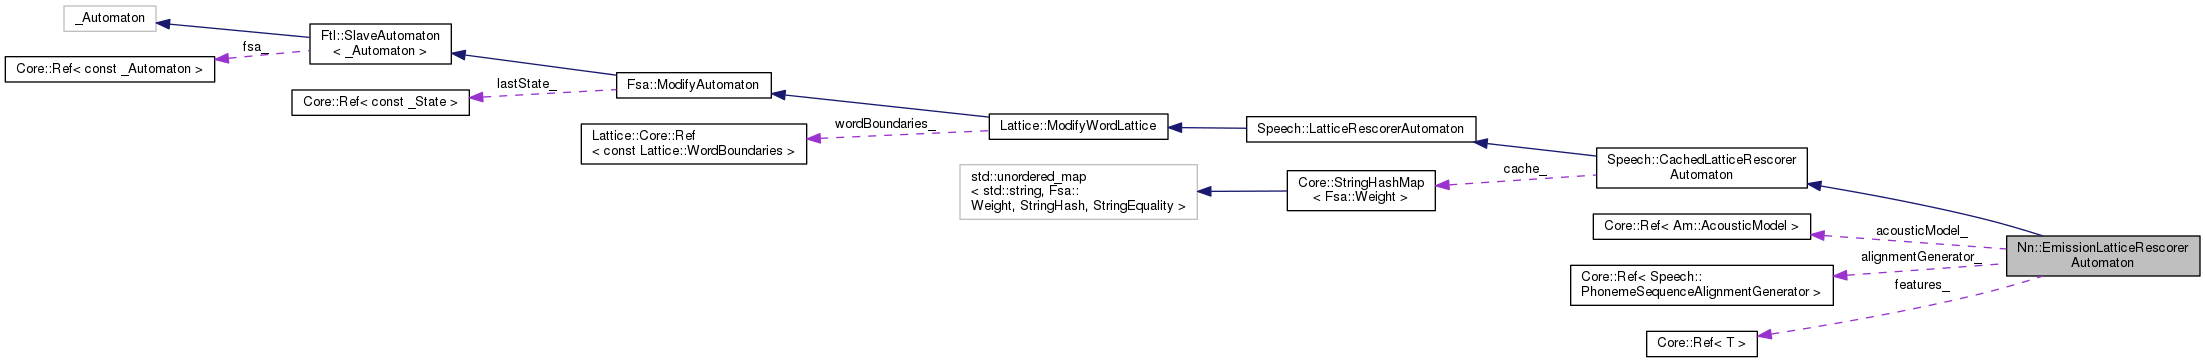 _Automaton
Ftl::SlaveAutomaton
< _Automaton >
fsa_
Core::Ref< const _Automaton >
Fsa::ModifyAutomaton
lastState_
Core::Ref< const _State >
Lattice::ModifyWordLattice
wordBoundaries_
Lattice::Core::Ref
< const Lattice::WordBoundaries >
Speech::LatticeRescorerAutomaton
Speech::CachedLatticeRescorer
Automaton
cache_
std::unordered_map
< std::string, Fsa::
Weight, StringHash, StringEquality >
Core::StringHashMap
< Fsa::Weight >
Core::Ref< Am::AcousticModel >
acousticModel_
Nn::EmissionLatticeRescorer
Automaton
alignmentGenerator_
Core::Ref< Speech::
PhonemeSequenceAlignmentGenerator >
features_
Core::Ref< T >